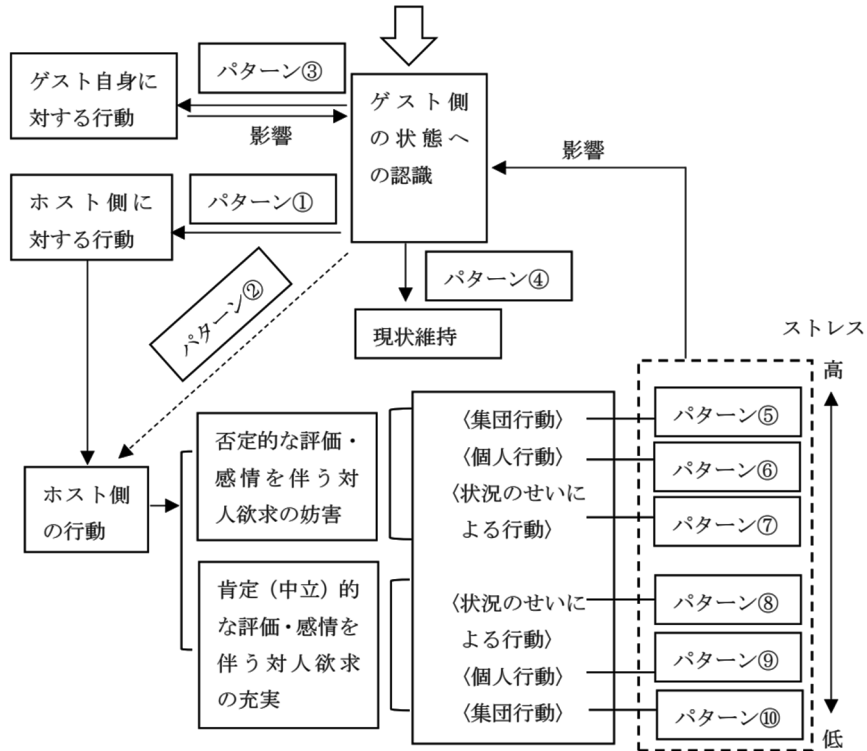 パターン③
ゲスト自身に
対する行動
影響
ゲスト側
の状態へ
の認識
影響
ホスト側に
対する行動
パターン①
パターン②
パターン④
現状維持
ストレス
高
〈集団行動〉
〈個人行動〉
〈状況のせいに
よる行動〉
パターン⑤
パターン⑥
パターン⑦
否定的な評価・
感情を伴う対
人欲求の妨害
ホスト側
の行動
肯定（中立）的
な評価・感情を
伴う対人欲求
の充実
〈状況のせいに
よる行動〉
〈個人行動〉
〈集団行動〉
パターン⑧
パターン⑨
パターン⑩
低